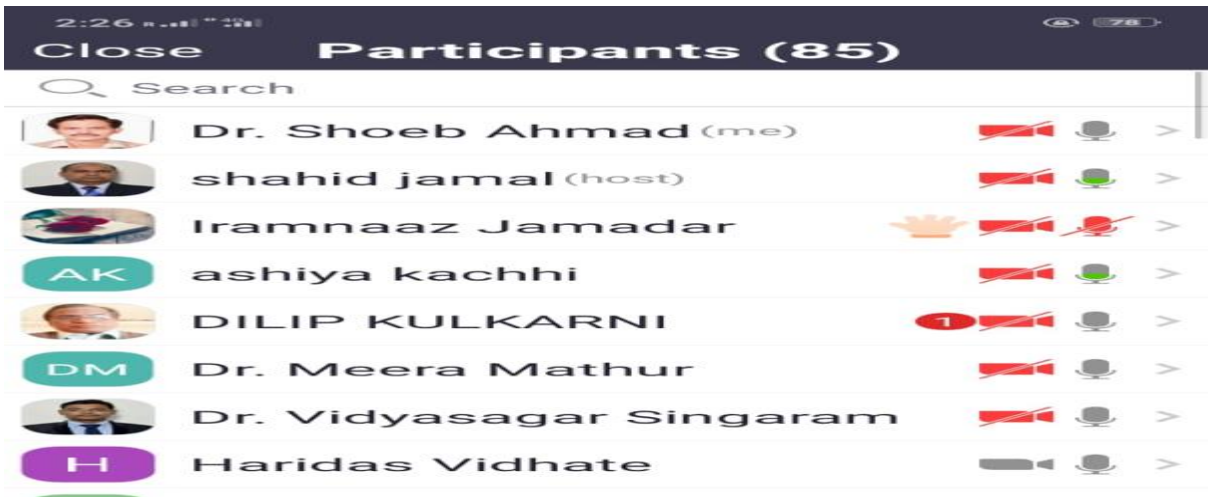 2:26
78
Close Participants (85)
Search
Dr. Shoeb Ahmad (me)
shahid jamal (host)
Iramnaaz Jamadar
AK ashiya kachhi
DILIP KULKARNI 1
DM Dr. Meera Mathur
Dr. Vidyasagar Singaram
H Haridas Vidhate